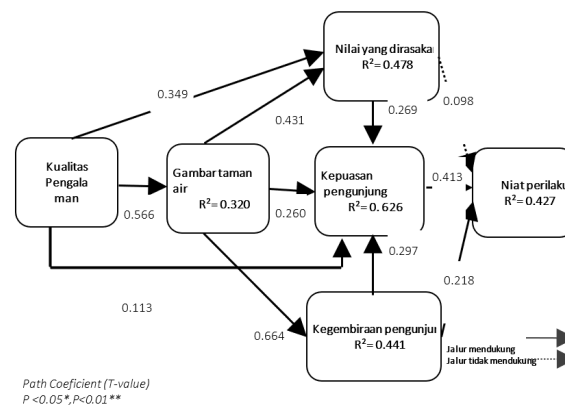 Nilai yang dirasaka
R²= 0.478
0.349
0.431
0.269
0.098
Kualitas
Pengala
man
Gambar taman
air
R²= 0.320
Kepuasan
pengunjung
R²= 0.626
0.413
Niat perilaku
R²= 0.427
0.566
0.260
0.297
0.218
0.113
0.664
Kegembiraan pengunju
R²= 0.441
Jalur mendukung
Jalur tidak mendukung
Path Coeficient (T-value)
P <0.05*,P<0.01**